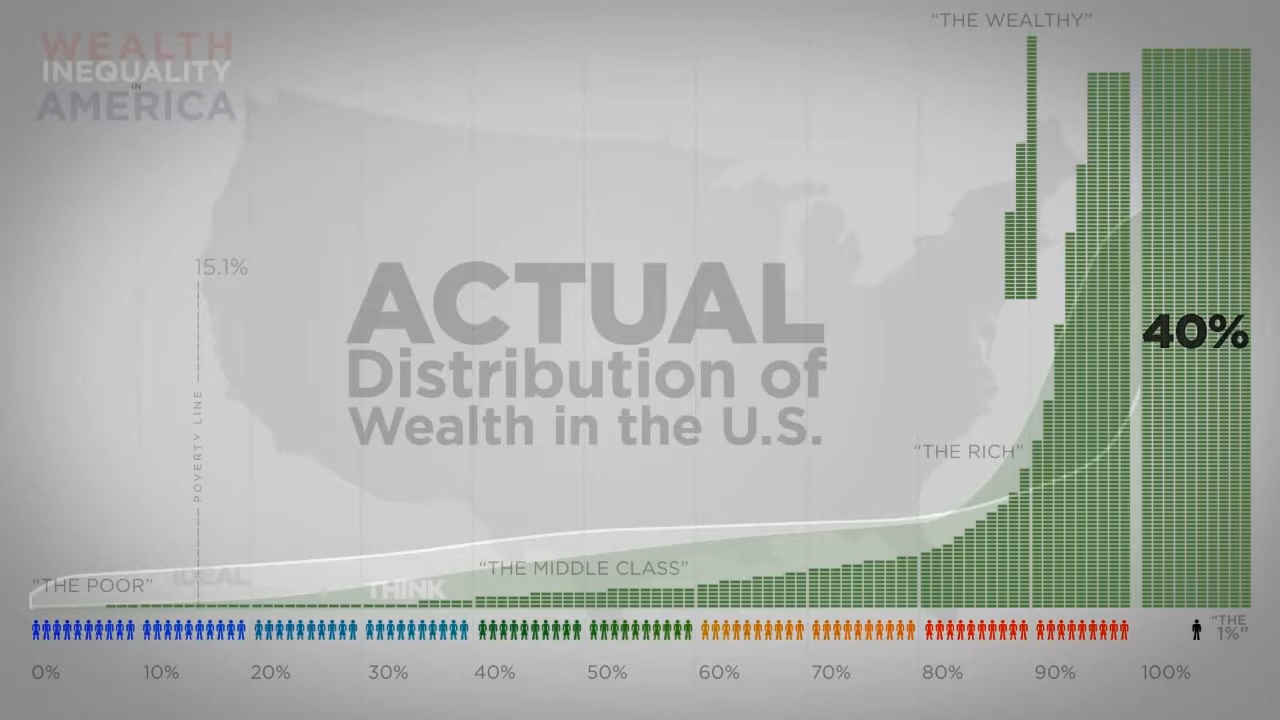 "THE WEALTHY"
WEALTH
INEQUALITY
IN
AMERICA
15.1%
ACTUAL
Distribution of
Wealth in the U.S.
40%
POVERTY LINE
"THE RICH"
"THE MIDDLE CLASS"
"THE POOR"
IDEAL
THINK
"THE
1%"
0% 10% 20% 30% 40% 50% 60% 70% 80% 90% 100%